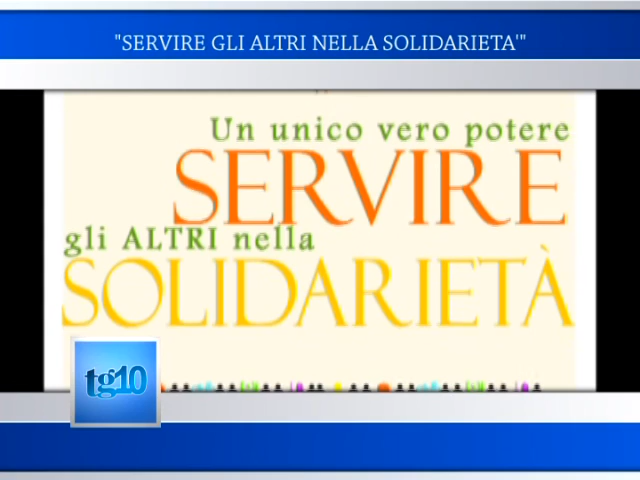 "SERVIRE GLI ALTRI NELLA SOLIDARIETA'"
Un unico vero potere
SERVIRE
gli ALTRI nella
SOLIDARIETÀ
tg10